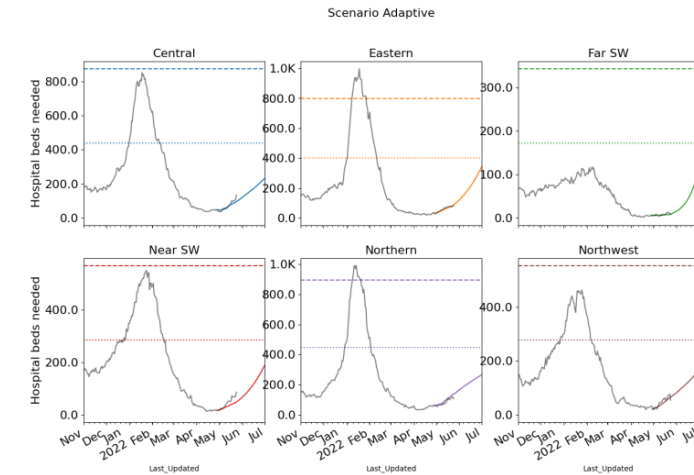 Scenario Adaptive
Central
Eastern
Far SW
Hospital beds needed
800.0
600.0
400.0
200.0
0.0
1.0K
800.0
600.0
400.0
200.0
0.0
300.0
200.0
100.0
0.0
Near SW
Northern
Northwest
Hospital beds needed
400.0
200.0
0.0
1.0K
800.0
600.0
400.0
200.0
0.0
400.0
200.0
0.0
Nov Dec Jan 2022 Feb Mar Apr May Jun Jul
Nov Dec Jan 2022 Feb Mar Apr May Jun Jul
Nov Dec Jan 2022 Feb Mar Apr May Jun Jul
Last_Updated
Last_Updated
Last_Updated